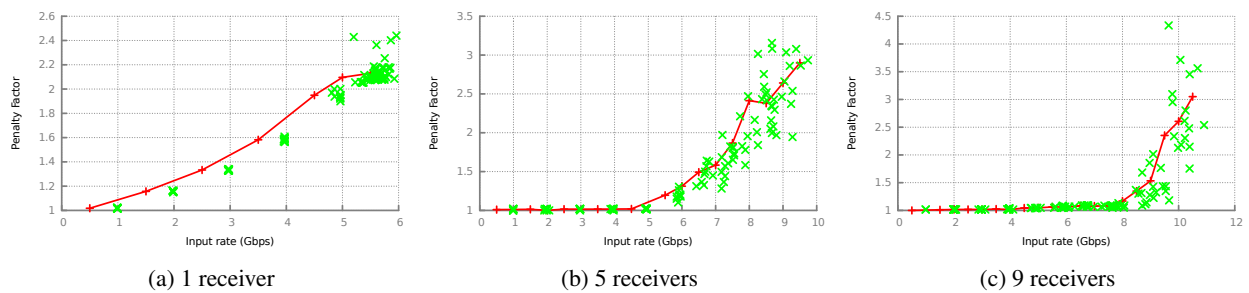 2.6
2.4
2.2
2
1.8
1.6
1.4
1.2
1
0 1 2 3 4 5 6
Penalty Factor
Input rate (Gbps)
(a) 1 receiver
3.5
3
2.5
2
1.5
1
0 1 2 3 4 5 6 7 8 9 10
Penalty Factor
Input rate (Gbps)
(b) 5 receivers
4.5
4
3.5
3
2.5
2
1.5
1
0 2 4 6 8 10 12
Penalty Factor
Input rate (Gbps)
(c) 9 receivers